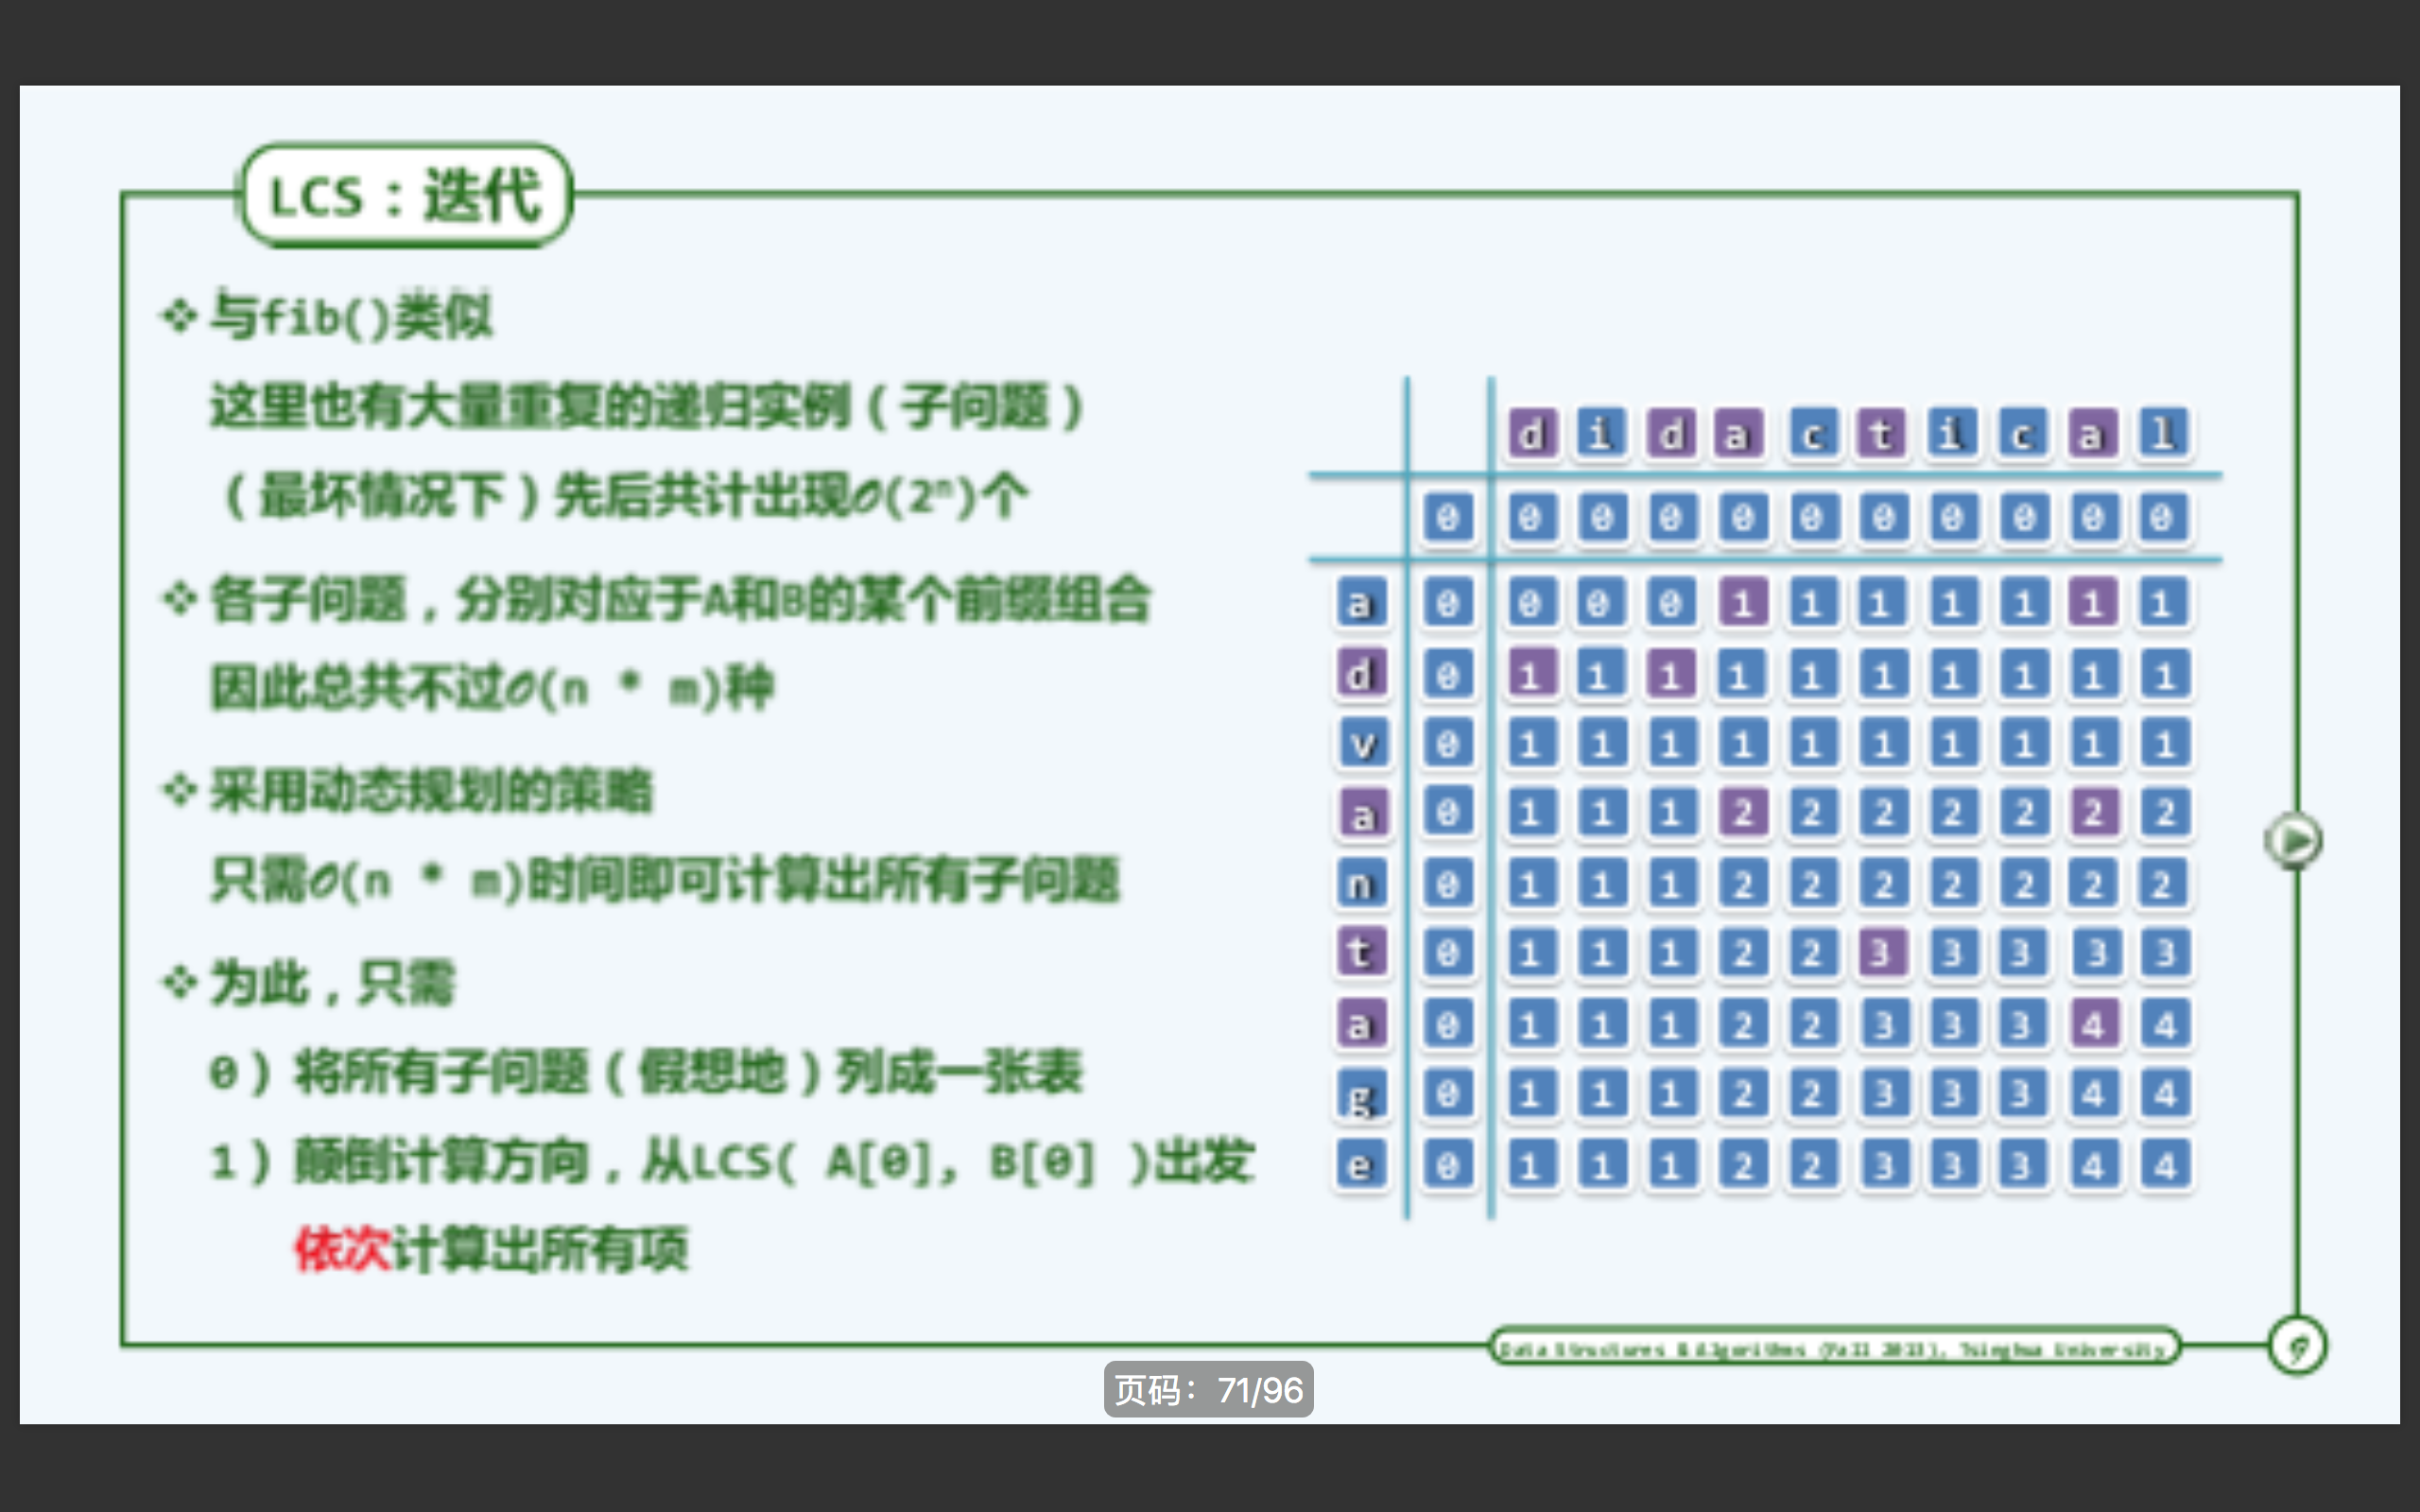 LCS：迭代
❖ 与fib()类似
这里也有大量重复的递归实例（子问题）
（最坏情况下）先后共计出现𝒪(2ⁿ)个
❖ 各子问题，分别对应于A和B的某个前缀组合
因此总共不过𝒪(n * m)种
❖ 采用动态规划的策略
只需𝒪(n * m)时间即可计算出所有子问题
❖ 为此，只需
0）将所有子问题（假想地）列成一张表
1）颠倒计算方向，从LCS( A[0], B[0] )出发
依次计算出所有项
d i d a c t i c a l
0 0 0 0 0 0 0 0 0 0 0
a 0 0 0 0 1 1 1 1 1 1 1
d 0 1 1 1 1 1 1 1 1 1 1
v 0 1 1 1 1 1 1 1 1 1 1
a 0 1 1 1 2 2 2 2 2 2 2
n 0 1 1 1 2 2 2 2 2 2 2
t 0 1 1 1 2 2 3 3 3 3 3
a 0 1 1 1 2 2 3 3 3 4 4
g 0 1 1 1 2 2 3 3 3 4 4
e 0 1 1 1 2 2 3 3 3 4 4
Data Structures & Algorithms (Fall 2013), Tsinghua University
9
页码：71/96